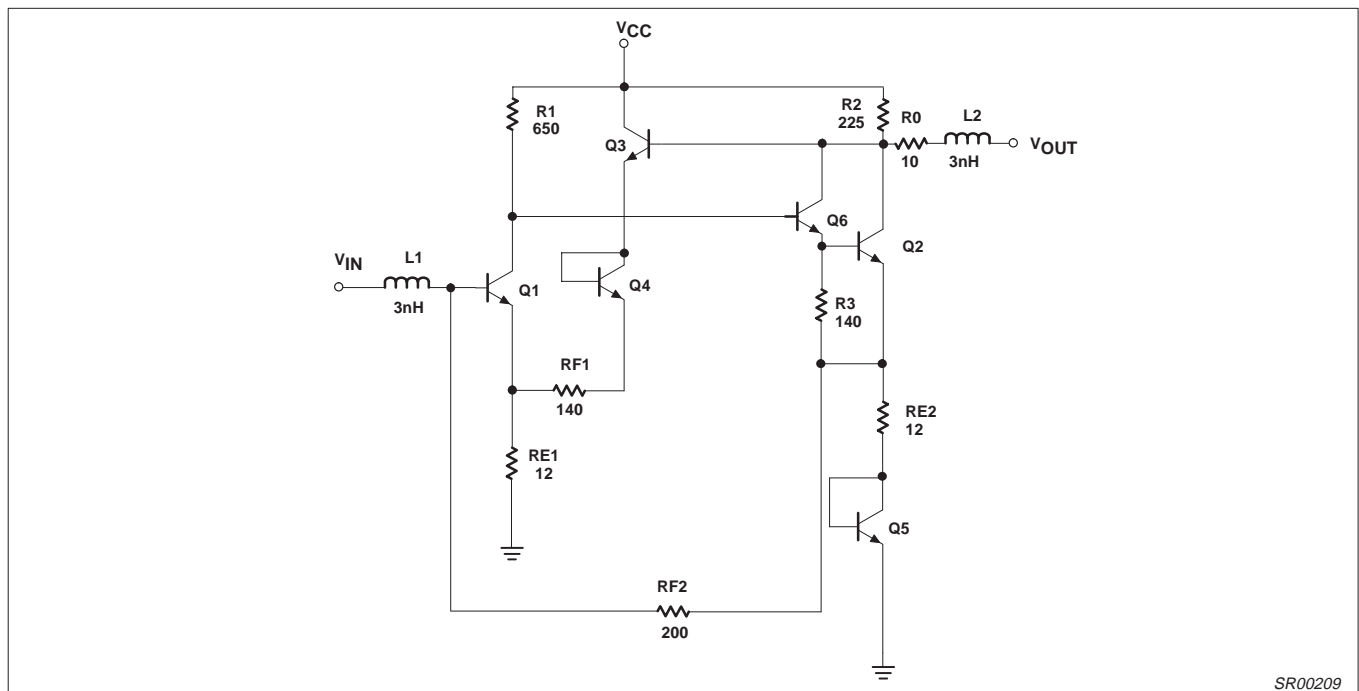 VCC
R1
650
R2
225
R0
10
L2
3nH
VOUT
Q3
Q6
Q2
VIN
L1
3nH
Q1
Q4
R3
140
RF1
140
RE2
12
RE1
12
Q5
RF2
200
SR00209